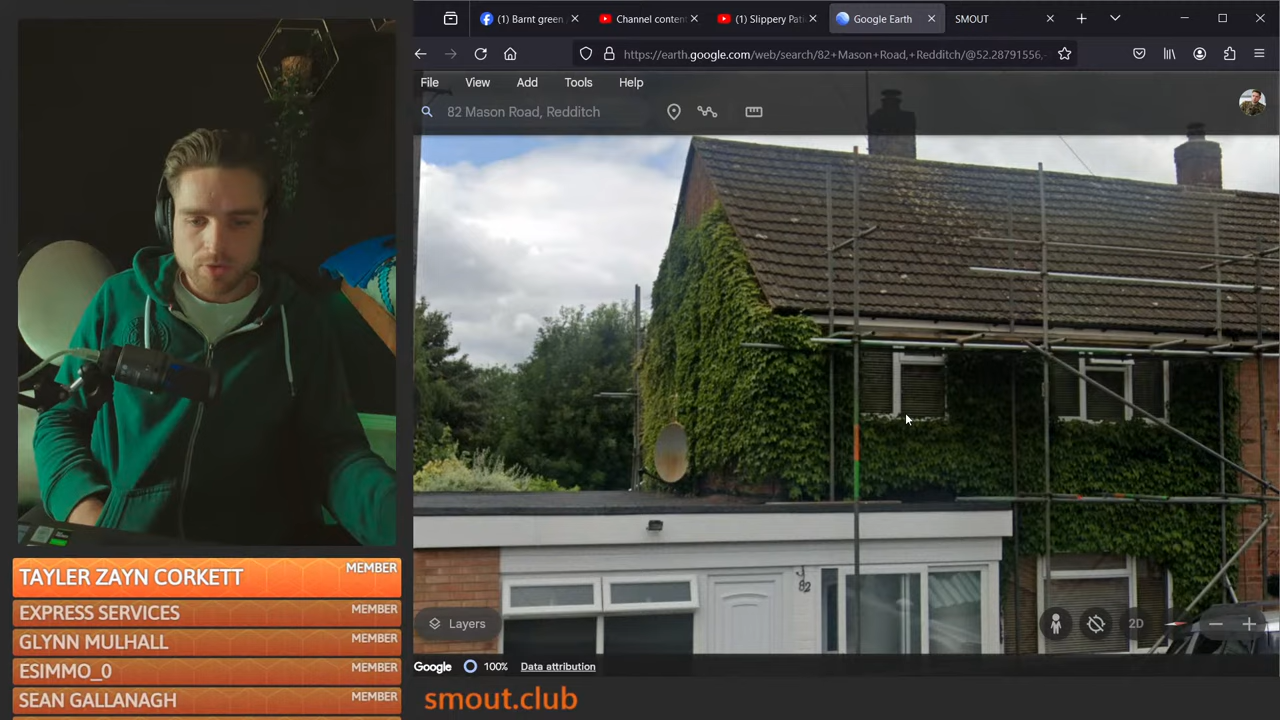 (1) Barnt green
Channel conten
(1) Slippery Pati
Google Earth
SMOUT
https://earth.google.com/web/search/82+Mason+Road,+Redditch/@52.28791556,-
File
View
Add
Tools
Help
82 Mason Road, Redditch
82
Layers
2D
Google
100%
Data attribution
TAYLER ZAYN CORKETT
MEMBER
EXPRESS SERVICES
MEMBER
GLYNN MULHALL
MEMBER
ESIMMO_0
MEMBER
SEAN GALLANAGH
MEMBER
smout.club